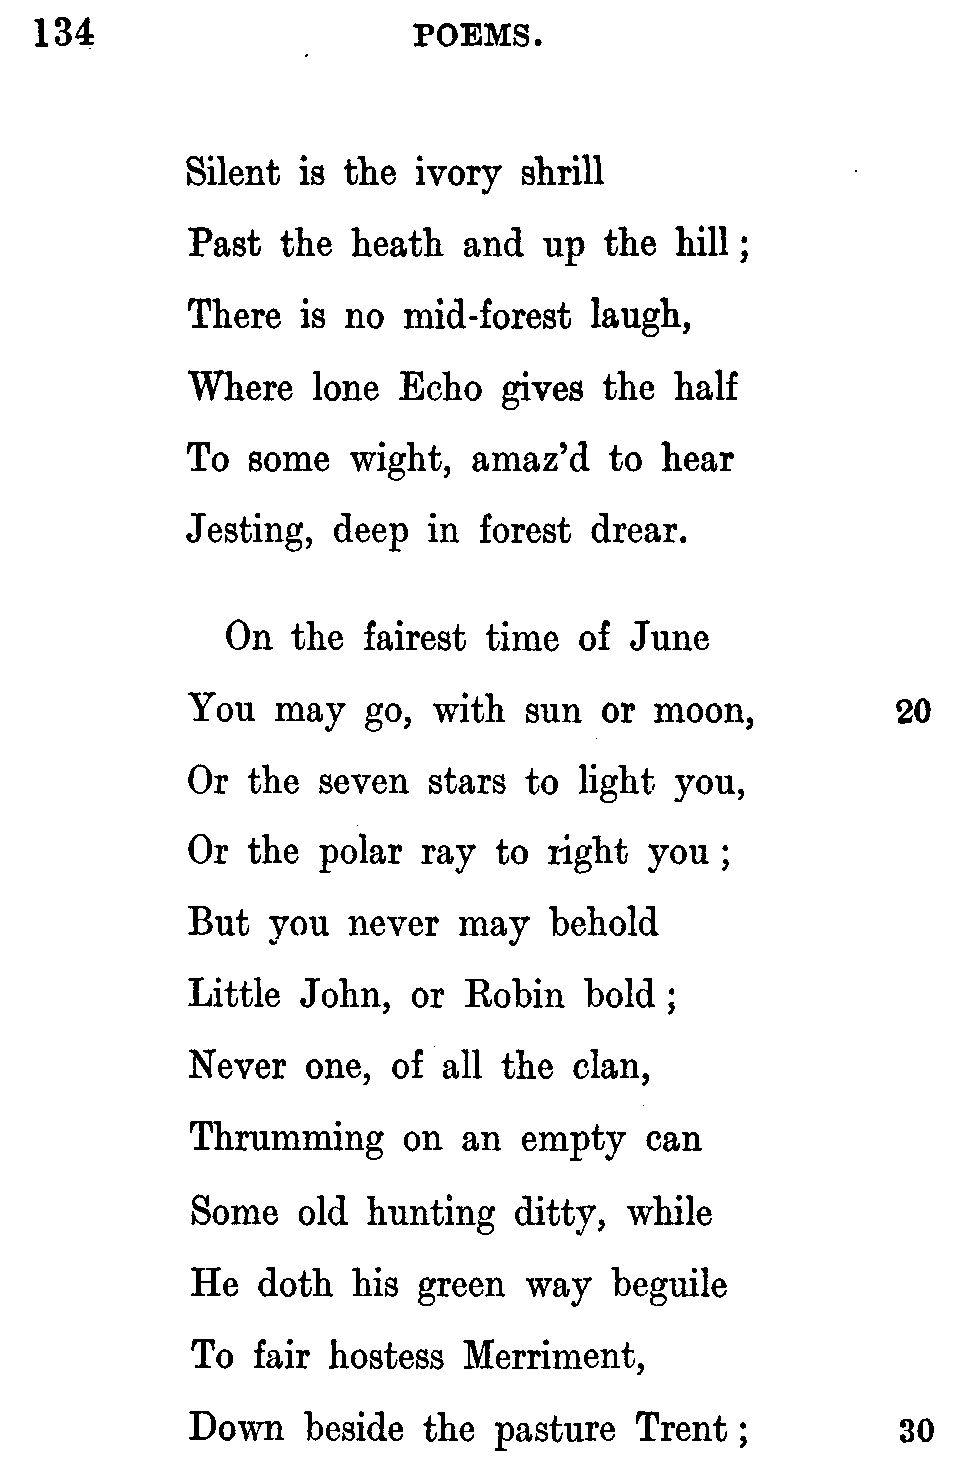 134 POEMS.
Silent is the ivory shrill
Past the heath and up the hill ;
There is no mid-forest laugh,
Where lone Echo gives the half
To some wight, amaz'd to hear
Jesting, deep in forest drear.
On the fairest time of June
You may go, with sun or moon, 20
Or the seven stars to light you,
Or the polar ray to right you ;
But you never may behold
Little John, or Robin bold ;
Never one, of all the clan,
Thrumming on an empty can
Some old hunting ditty, while
He doth his green way beguile
To fair hostess Merriment,
Down beside the pasture Trent ; 30